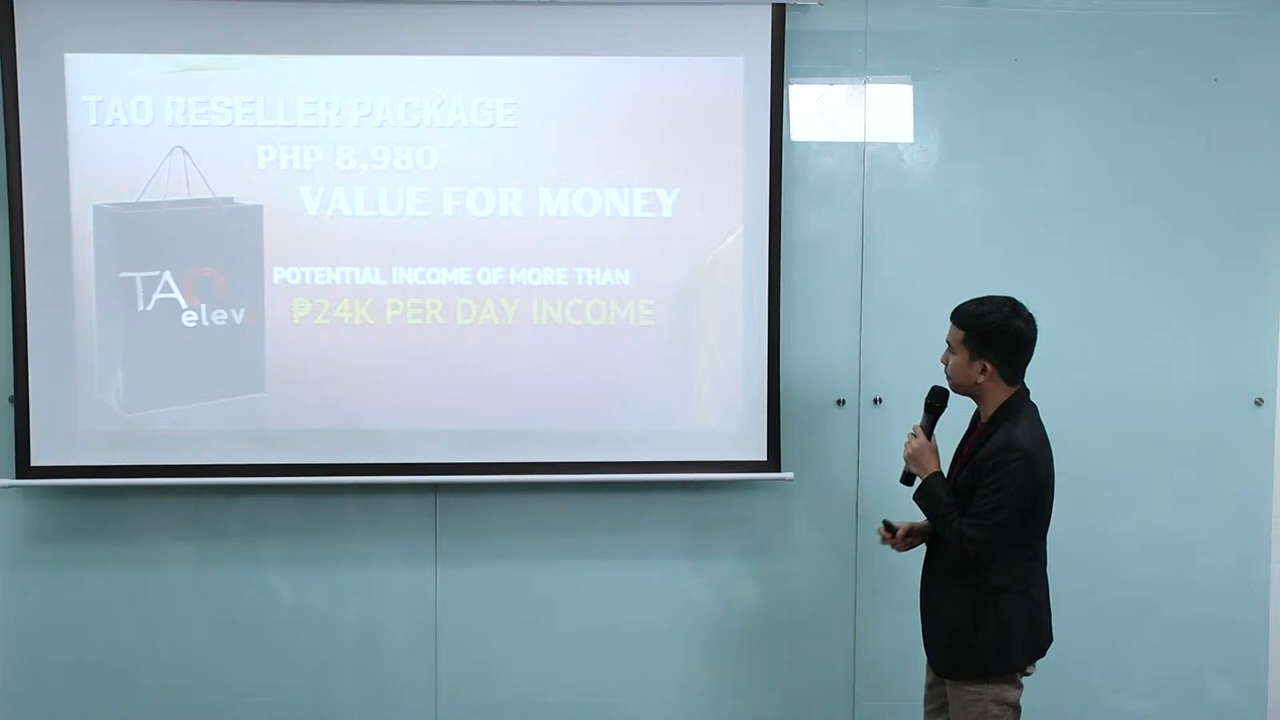 TAO RESELLER PACKAGE
PHP 8,980
VALUE FOR MONEY
TAO
elev
POTENTIAL INCOME OF MORE THAN
₱24K PER DAY INCOME